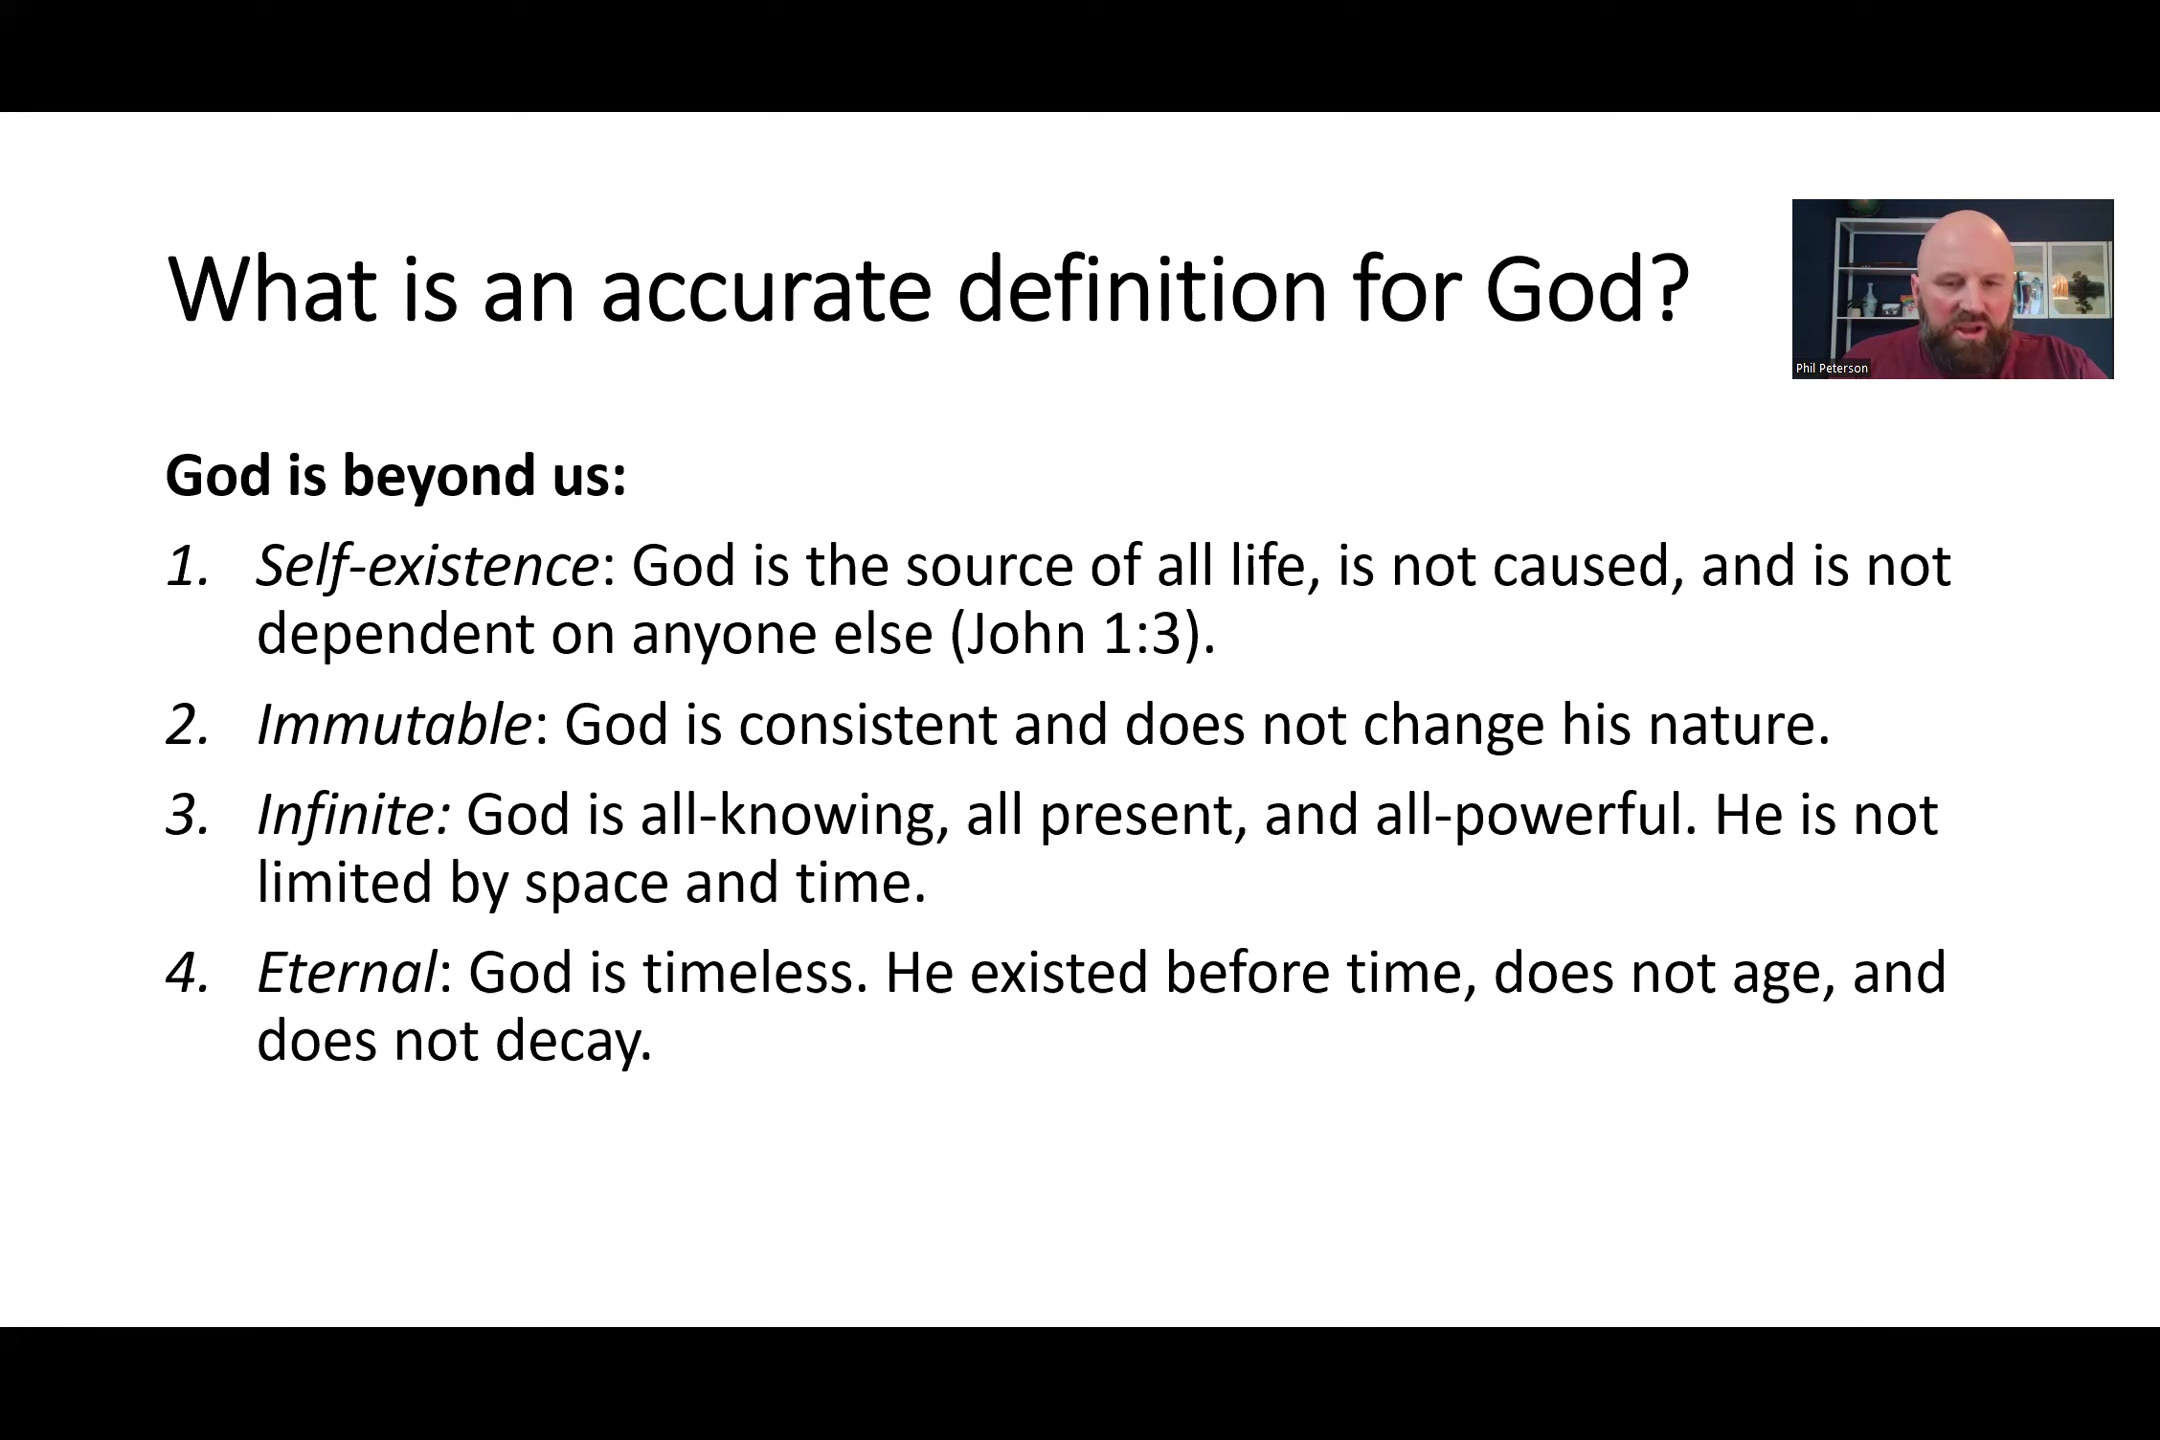 What is an accurate definition for God?
Phil Peterson
God is beyond us:
1. Self-existence: God is the source of all life, is not caused, and is not
dependent on anyone else (John 1:3).
2. Immutable: God is consistent and does not change his nature.
3. Infinite: God is all-knowing, all present, and all-powerful. He is not
limited by space and time.
4. Eternal: God is timeless. He existed before time, does not age, and
does not decay.